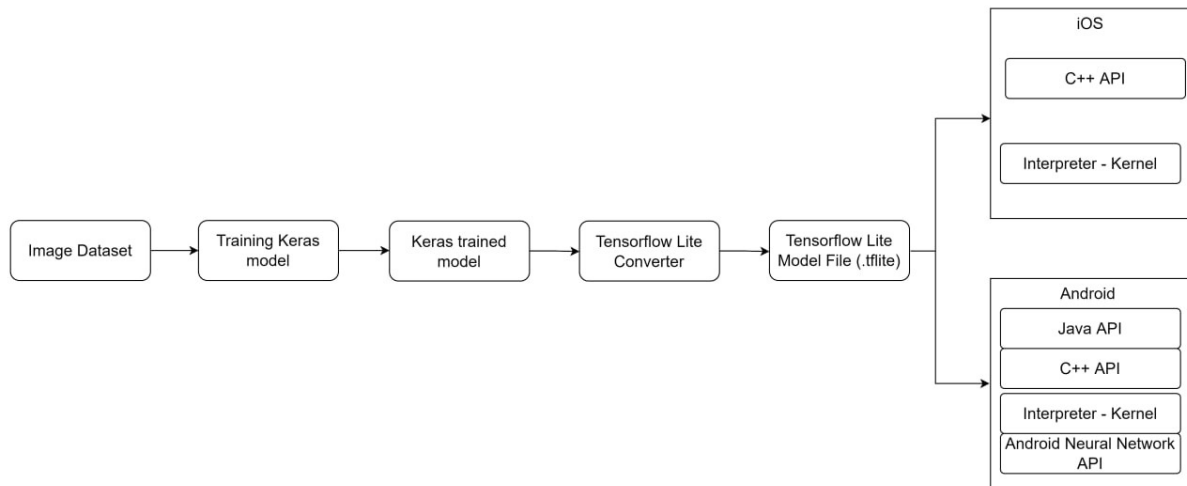 Image Dataset
Training Keras
model
Keras trained
model
Tensorflow Lite
Converter
Tensorflow Lite
Model File (.tflite)
iOS
C++ API
Interpreter - Kernel
Android
Java API
C++ API
Interpreter - Kernel
Android Neural Network
API